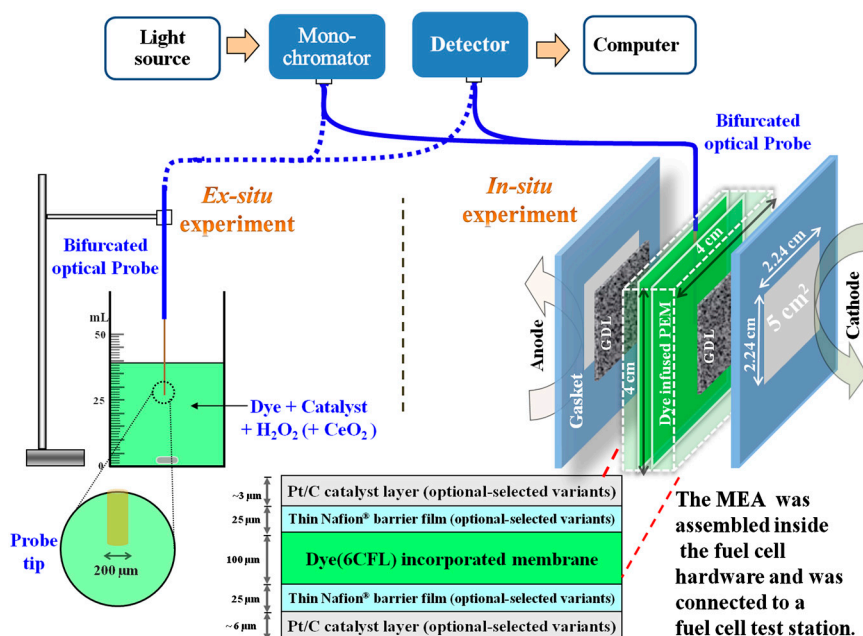 Light
source
Mono-
chromator
Detector
Computer
Bifurcated
optical Probe
Ex-situ
experiment
In-situ
experiment
Bifurcated
optical Probe
mL
50
25
0
Dye + Catalyst
+ H₂O₂ (+ CeO₂ )
Probe
tip
200 µm
Anode
Gasket
GDL
4 cm
4 cm
Dye infused PEM
GDL
2.24 cm
2.24 cm
5 cm²
Cathode
~3 µm
Pt/C catalyst layer (optional-selected variants)
25 µm
Thin Nafion® barrier film (optional-selected variants)
100 µm
Dye(6CFL) incorporated membrane
25 µm
Thin Nafion® barrier film (optional-selected variants)
~ 6 µm
Pt/C catalyst layer (optional-selected variants)
The MEA was
assembled inside
the fuel cell
hardware and was
connected to a
fuel cell test station.